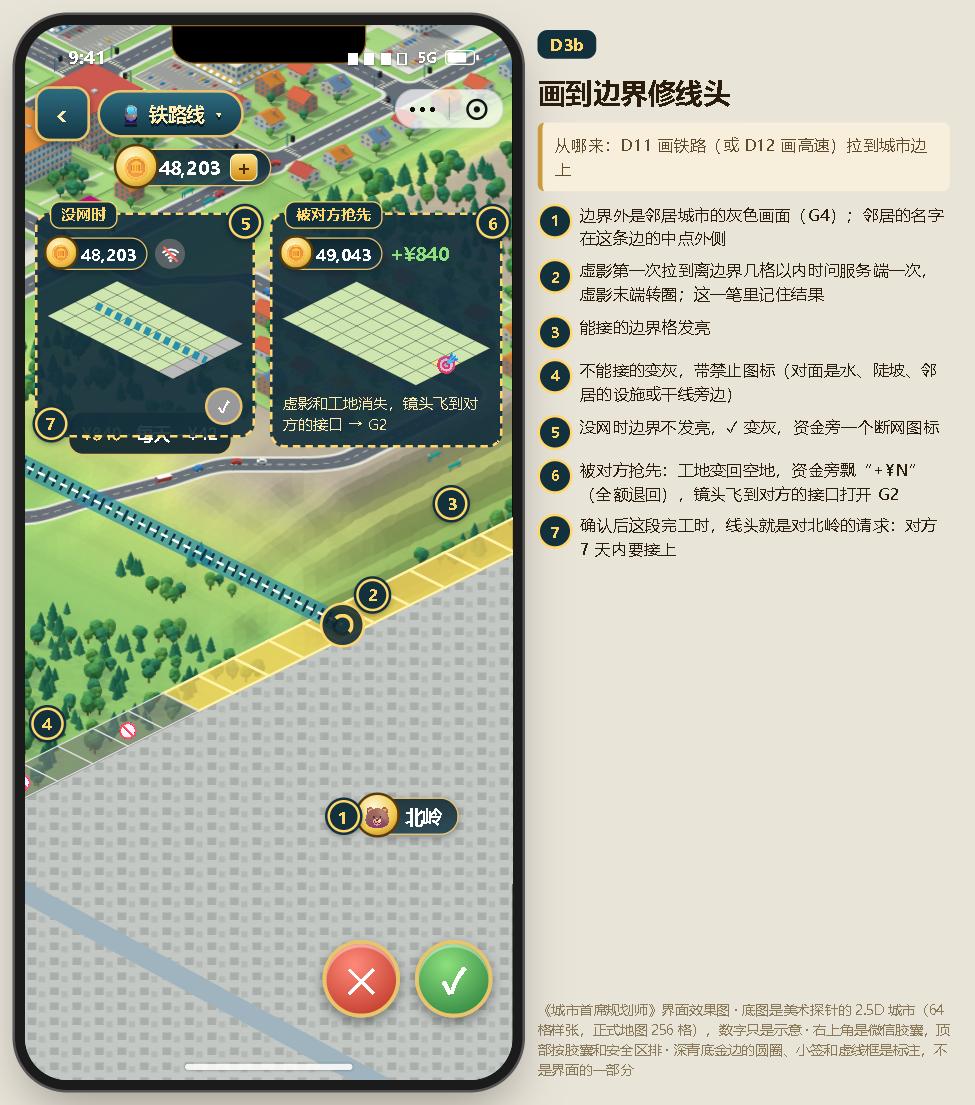 9:41
5G
铁路线
48,203 +
没网时
5
48,203
7
¥840 每天 -¥42
被对方抢先
6
49,043 +¥840
虚影和工地消失，镜头飞到对
方的接口 → G2
3
2
4
1
北岭
D3b
画到边界修线头
从哪来：D11 画铁路（或 D12 画高速）拉到城市边
上
1 边界外是邻居城市的灰色画面（G4）；邻居的名字
在这条边的中点外侧
2 虚影第一次拉到离边界几格以内时问服务端一次，
虚影末端转圈；这一笔里记住结果
3 能接的边界格发亮
4 不能接的变灰，带禁止图标（对面是水、陡坡、邻
居的设施或干线旁边）
5 没网时边界不发亮，✓ 变灰，资金旁一个断网图标
6 被对方抢先：工地变回空地，资金旁飘“+¥N”
（全额退回），镜头飞到对方的接口打开 G2
7 确认后这段完工时，线头就是对北岭的请求：对方
7 天内要接上
《城市首席规划师》界面效果图 · 底图是美术探针的 2.5D 城市（64
格样张，正式地图 256 格），数字只是示意 · 右上角是微信胶囊，顶
部按胶囊和安全区排 · 深青底金边的圆圈、小签和虚线框是标注，不
是界面的一部分